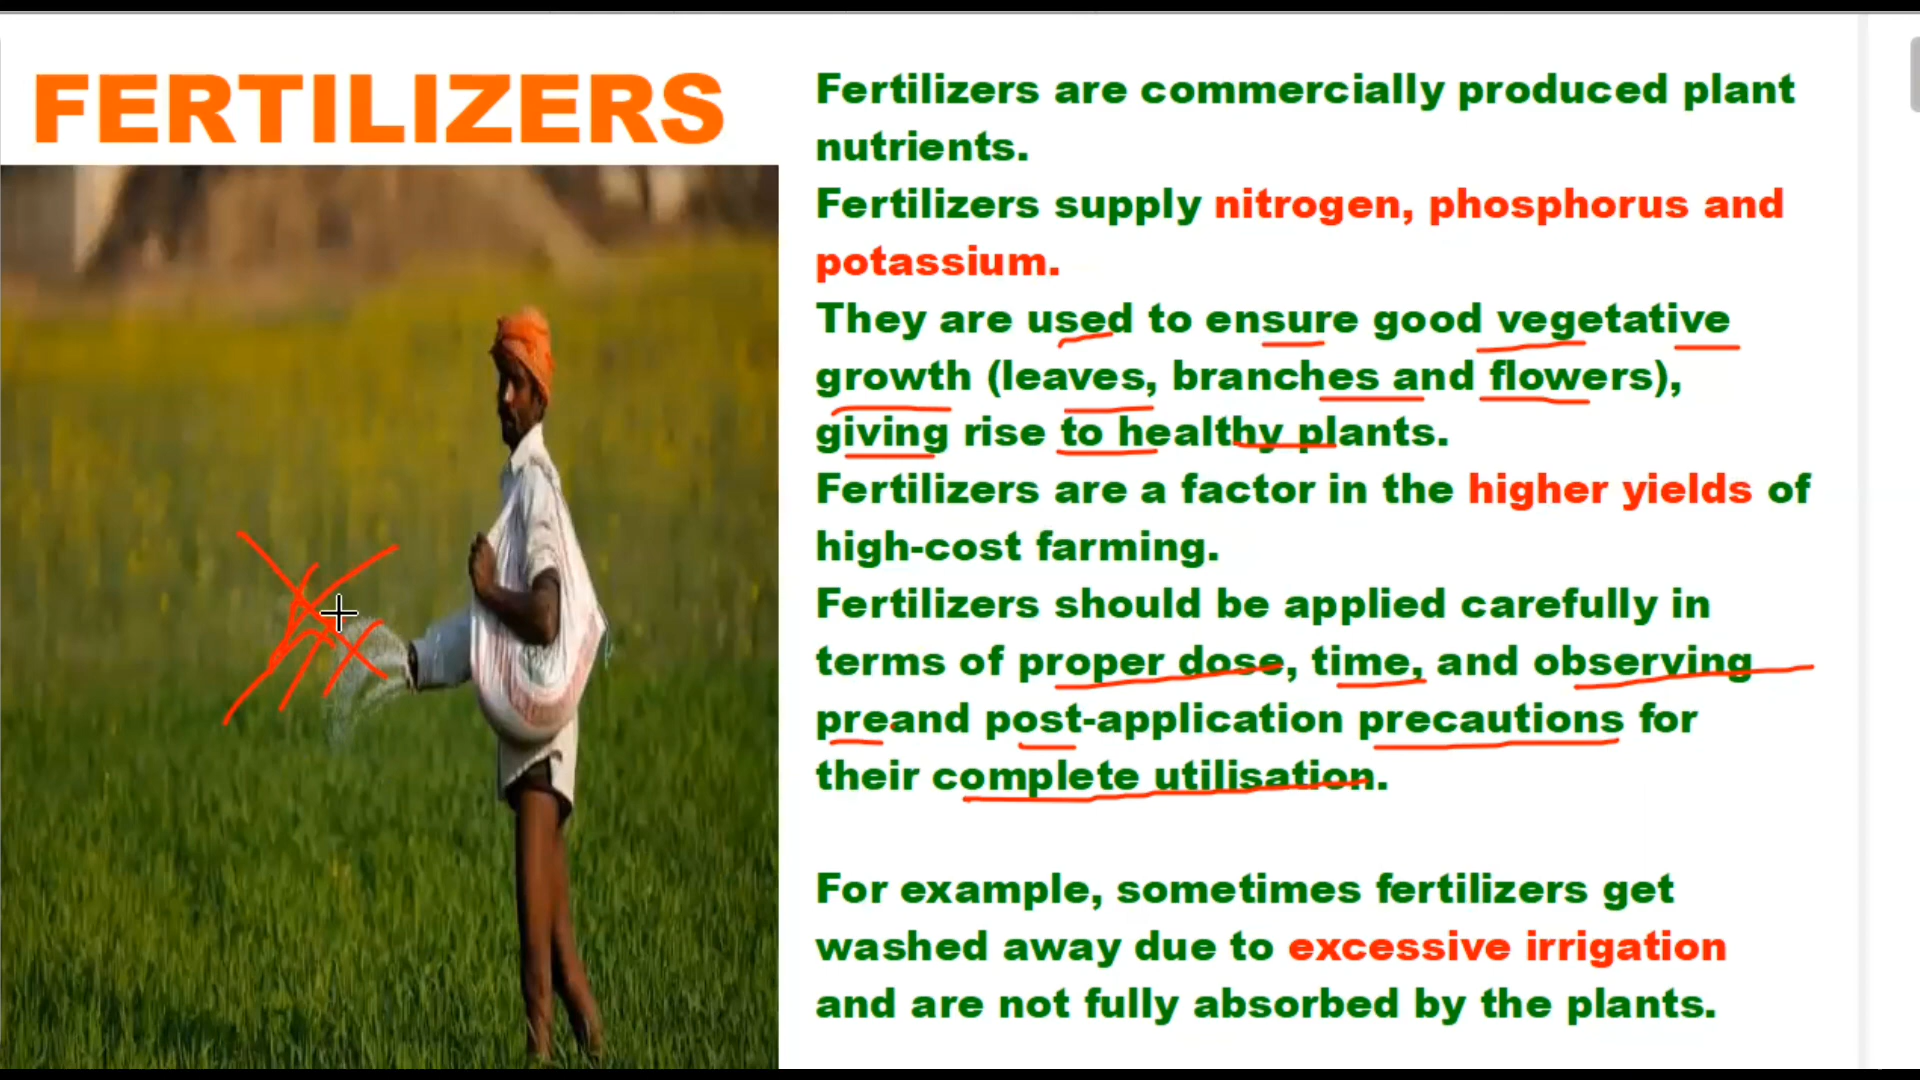 FERTILIZERS
Fertilizers are commercially produced plant
nutrients.
Fertilizers supply nitrogen, phosphorus and
potassium.
They are used to ensure good vegetative
growth (leaves, branches and flowers),
giving rise to healthy plants.
Fertilizers are a factor in the higher yields of
high-cost farming.
Fertilizers should be applied carefully in
terms of proper dose, time, and observing
preand post-application precautions for
their complete utilisation.
For example, sometimes fertilizers get
washed away due to excessive irrigation
and are not fully absorbed by the plants.